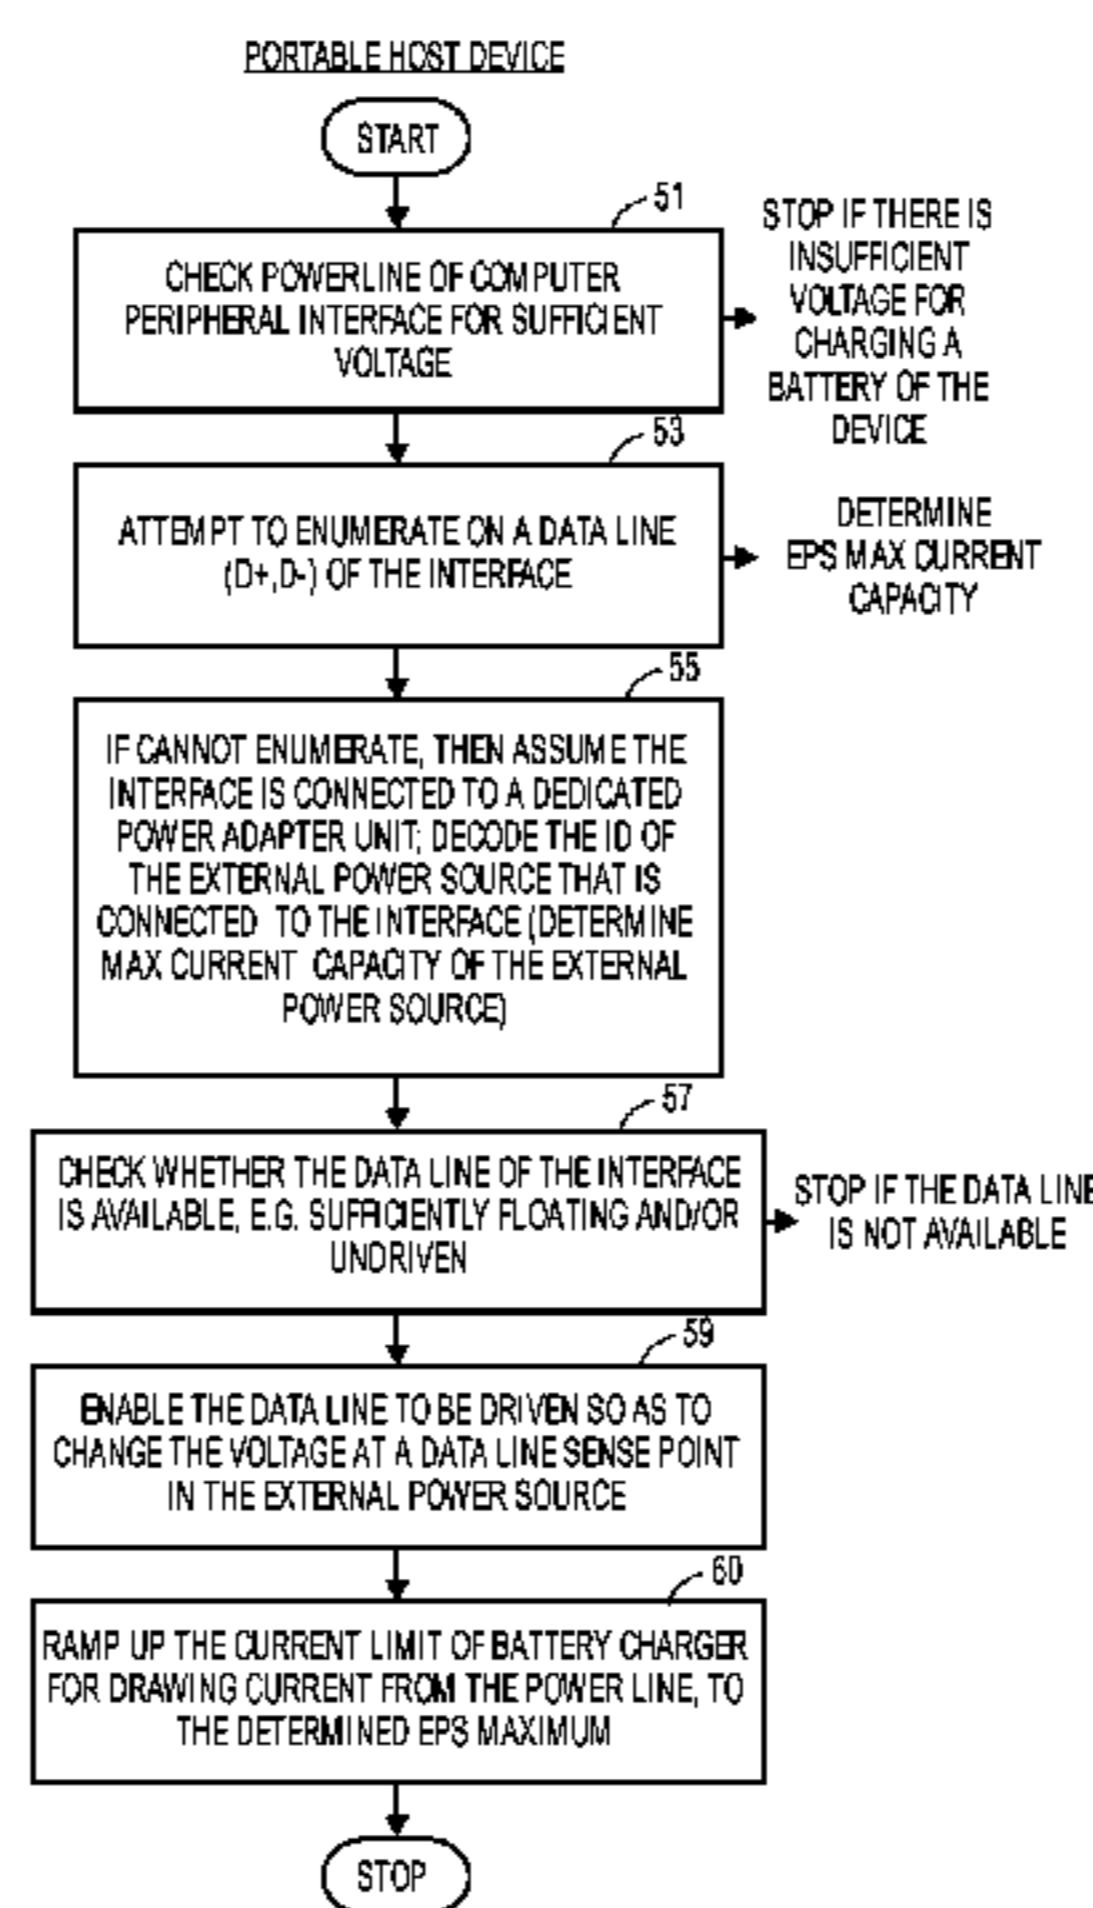 PORTABLE HOST DEVICE
START
51
CHECK POWERLINE OF COMPUTER
PERIPHERAL INTERFACE FOR SUFFICIENT
VOLTAGE
STOP IF THERE IS
INSUFFICIENT
VOLTAGE FOR
CHARGING A
BATTERY OF THE
DEVICE
53
ATTEMPT TO ENUMERATE ON A DATA LINE
(D+,D-) OF THE INTERFACE
DETERMINE
EPS MAX CURRENT
CAPACITY
55
IF CANNOT ENUMERATE, THEN ASSUME THE
INTERFACE IS CONNECTED TO A DEDICATED
POWER ADAPTER UNIT; DECODE THE ID OF
THE EXTERNAL POWER SOURCE THAT IS
CONNECTED TO THE INTERFACE (DETERMINE
MAX CURRENT CAPACITY OF THE EXTERNAL
POWER SOURCE)
57
CHECK WHETHER THE DATA LINE OF THE INTERFACE
IS AVAILABLE, E.G. SUFFICIENTLY FLOATING AND/OR
UNDRIVEN
STOP IF THE DATA LINE
IS NOT AVAILABLE
59
ENABLE THE DATA LINE TO BE DRIVEN SO AS TO
CHANGE THE VOLTAGE AT A DATA LINE SENSE POINT
IN THE EXTERNAL POWER SOURCE
60
RAMP UP THE CURRENT LIMIT OF BATTERY CHARGER
FOR DRAWING CURRENT FROM THE POWER LINE, TO
THE DETERMINED EPS MAXIMUM
STOP